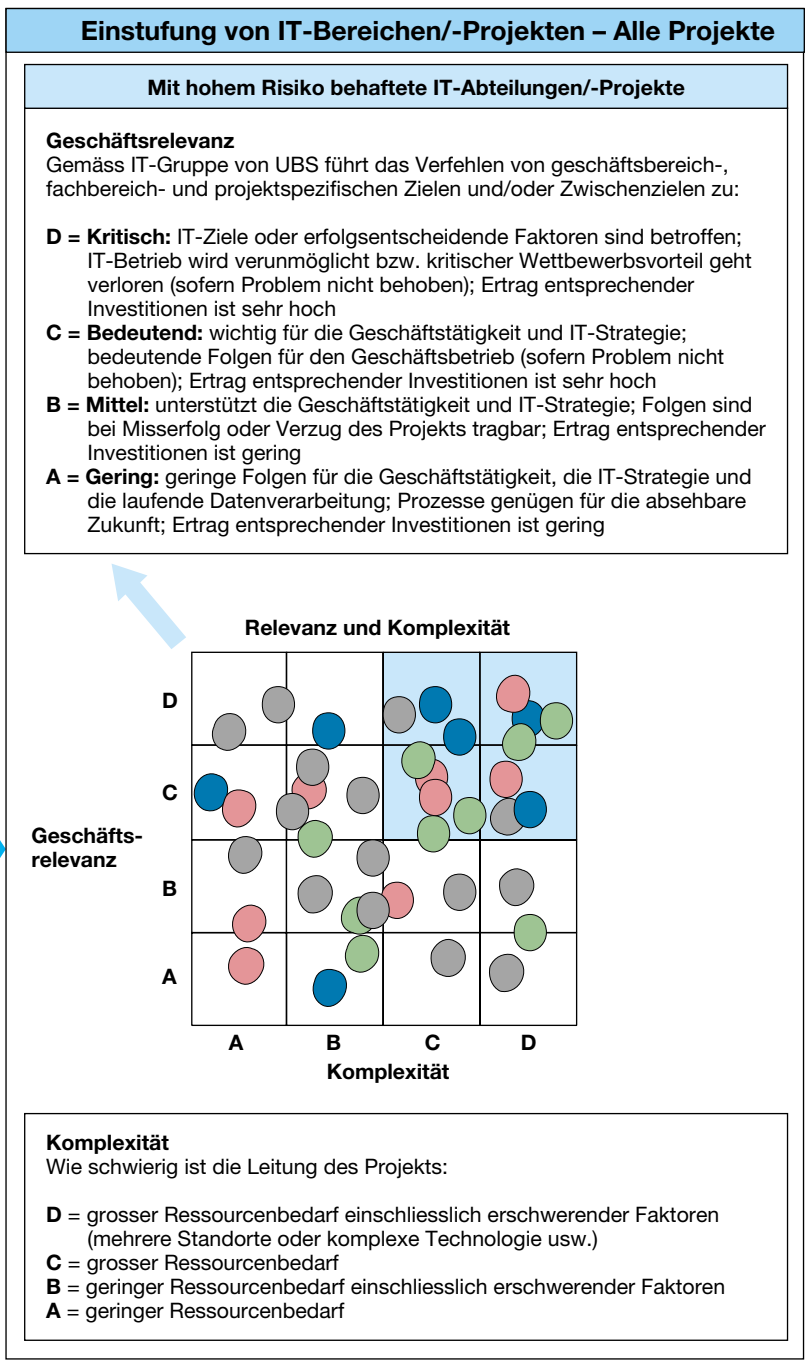 Einstufung von IT-Bereichen/-Projekten – Alle Projekte
Mit hohem Risiko behaftete IT-Abteilungen/-Projekte
Geschäftsrelevanz
Gemäss IT-Gruppe von UBS führt das Verfehlen von geschäftsbereich-,
fachbereich- und projektspezifischen Zielen und/oder Zwischenzielen zu:
D = Kritisch: IT-Ziele oder erfolgsentscheidende Faktoren sind betroffen;
IT-Betrieb wird verunmöglicht bzw. kritischer Wettbewerbsvorteil geht
verloren (sofern Problem nicht behoben); Ertrag entsprechender
Investitionen ist sehr hoch
C = Bedeutend: wichtig für die Geschäftstätigkeit und IT-Strategie;
bedeutende Folgen für den Geschäftsbetrieb (sofern Problem nicht
behoben); Ertrag entsprechender Investitionen ist sehr hoch
B = Mittel: unterstützt die Geschäftstätigkeit und IT-Strategie; Folgen sind
bei Misserfolg oder Verzug des Projekts tragbar; Ertrag entsprechender
Investitionen ist gering
A = Gering: geringe Folgen für die Geschäftstätigkeit, die IT-Strategie und
die laufende Datenverarbeitung; Prozesse genügen für die absehbare
Zukunft; Ertrag entsprechender Investitionen ist gering
Relevanz und Komplexität
D
C
Geschäfts-
relevanz
B
A
A B C D
Komplexität
Komplexität
Wie schwierig ist die Leitung des Projekts:
D = grosser Ressourcenbedarf einschliesslich erschwerender Faktoren
(mehrere Standorte oder komplexe Technologie usw.)
C = grosser Ressourcenbedarf
B = geringer Ressourcenbedarf einschliesslich erschwerender Faktoren
A = geringer Ressourcenbedarf